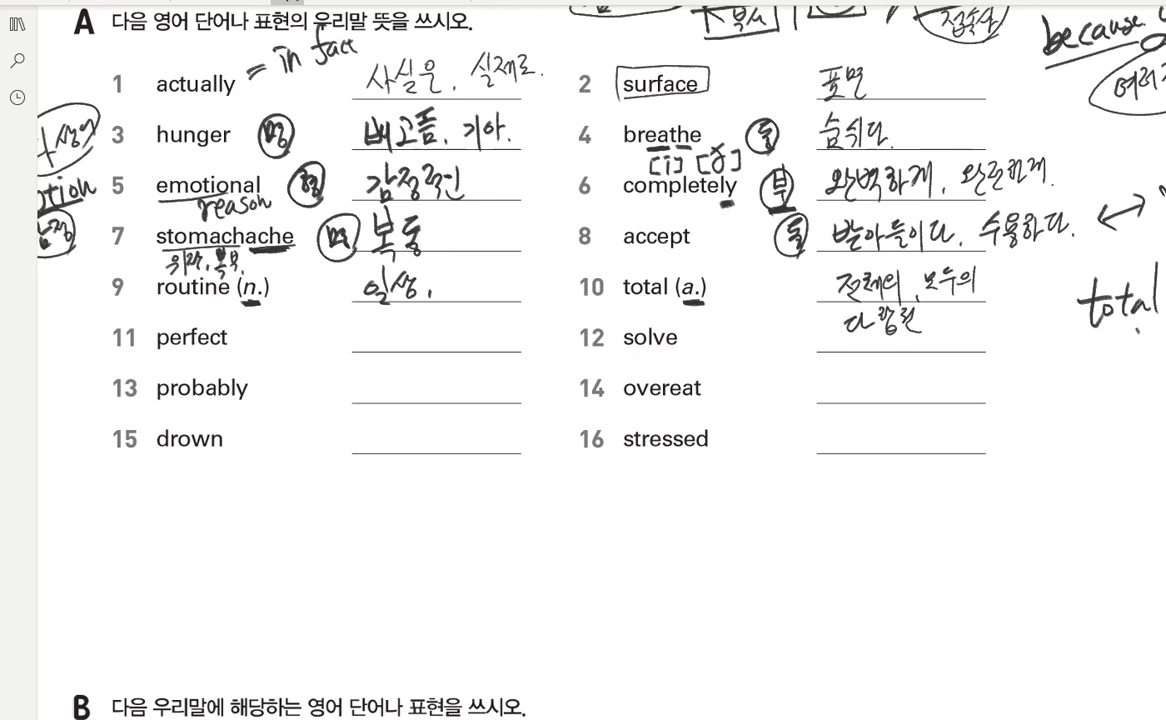 복사
접속사
because
A 다음 영어 단어나 표현의 우리말 뜻을 쓰시오.
= in fact
여러
1 actually 사실은, 실제로. 2 surface 표면
3 hunger 명 배고픔, 기아. 4 breathe 동 숨쉬다.
[i] [ð]
5 emotional 형 감정적인 6 completely 부 완벽하게, 완전하게.
reason
7 stomachache 명 복통 8 accept 동 받아들이다, 수용하다. ↔ "
위장, 복부
9 routine (n.) 일상, 10 total (a.) 전체의, 모두의 total
다 합친
11 perfect 12 solve
13 probably 14 overeat
15 drown 16 stressed
B 다음 우리말에 해당하는 영어 단어나 표현을 쓰시오.